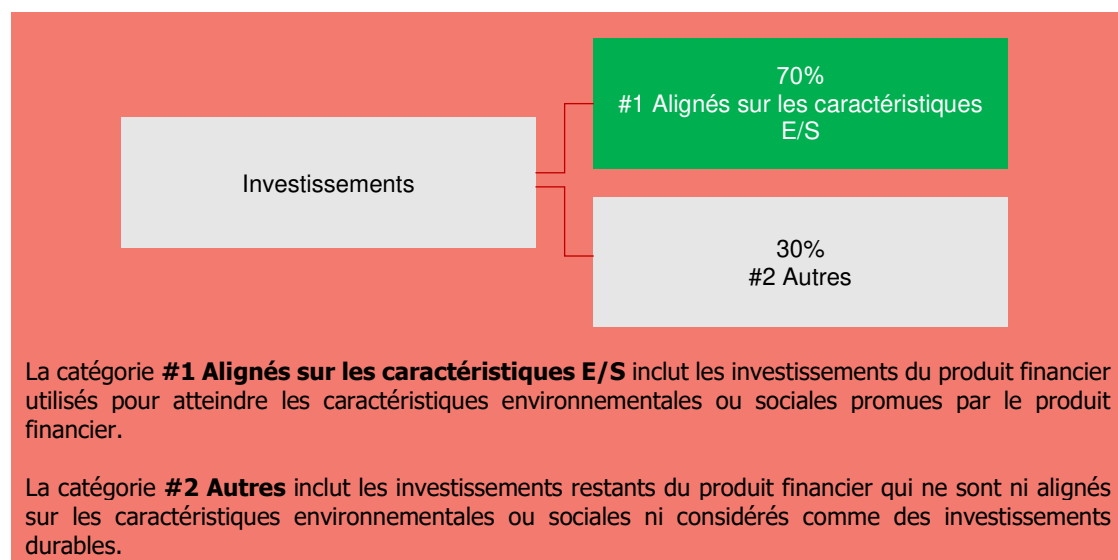 70%
#1 Alignés sur les caractéristiques
E/S
Investissements
30%
#2 Autres
La catégorie #1 Alignés sur les caractéristiques E/S inclut les investissements du produit financier
utilisés pour atteindre les caractéristiques environnementales ou sociales promues par le produit
financier.
La catégorie #2 Autres inclut les investissements restants du produit financier qui ne sont ni alignés
sur les caractéristiques environnementales ou sociales ni considérés comme des investissements
durables.